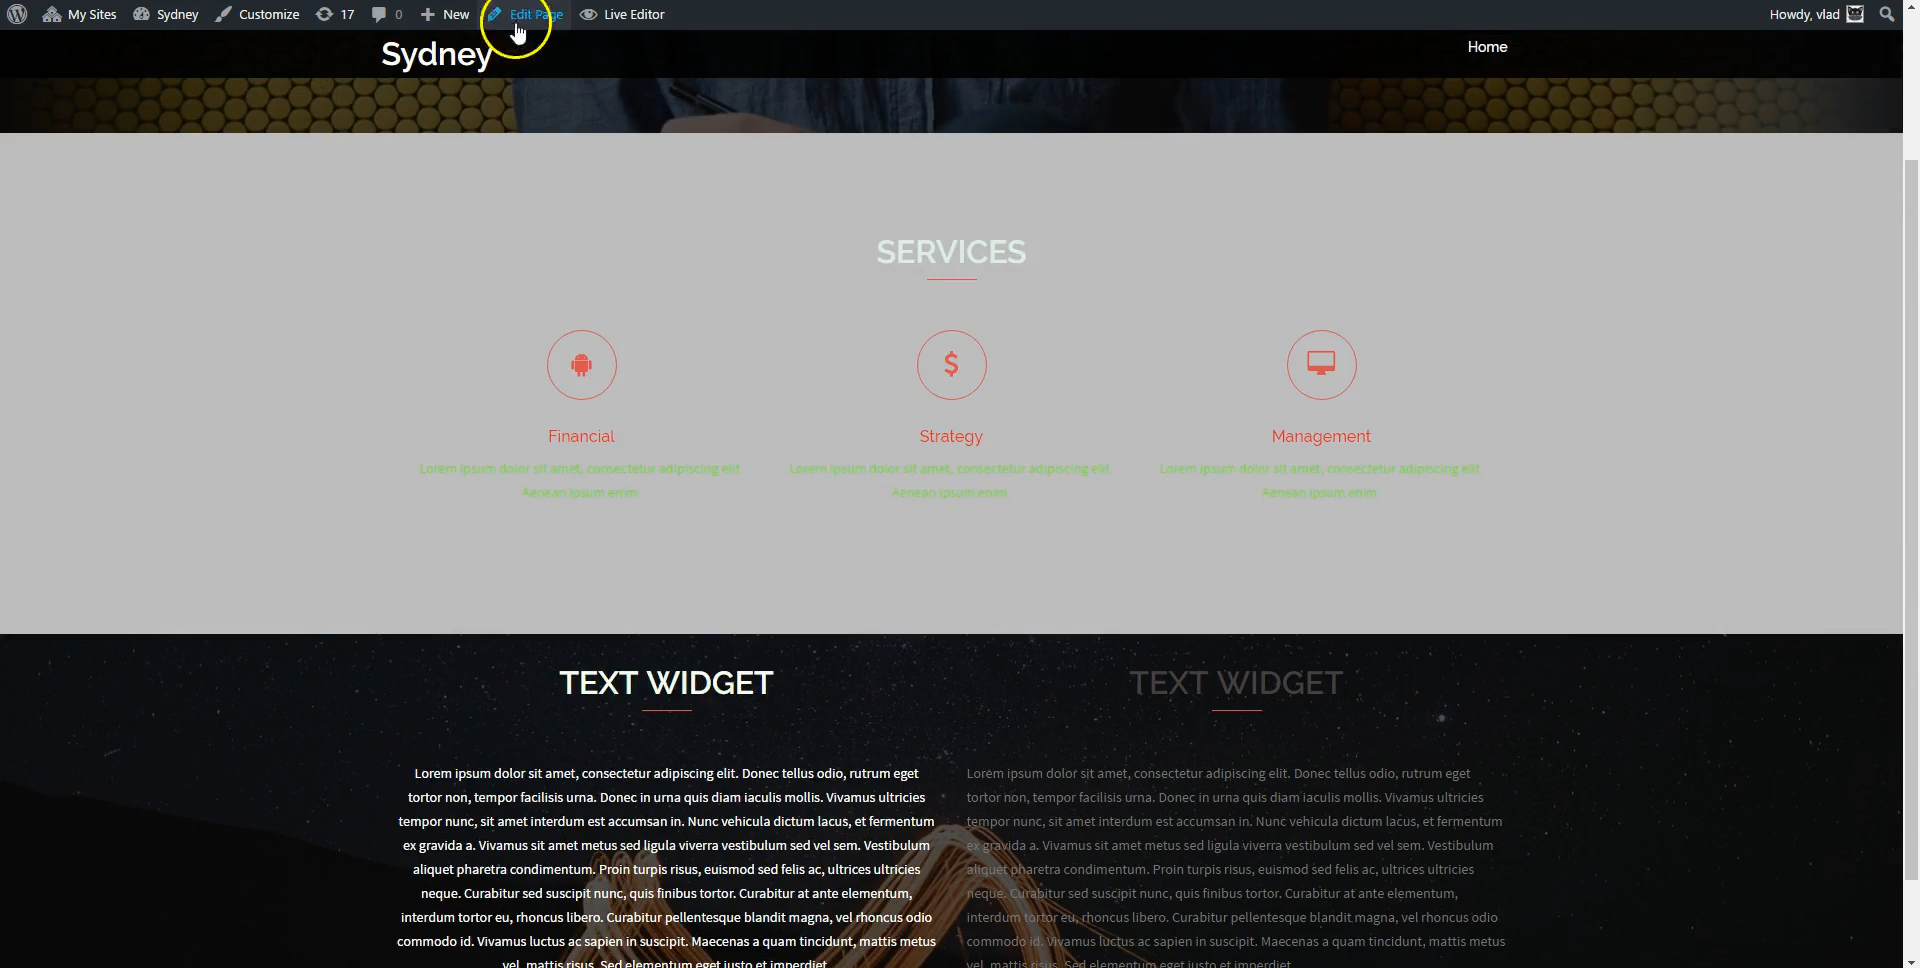 My Sites Sydney Customize 17 0 New Edit Page Live Editor Howdy, vlad
Sydney Home
SERVICES
Financial Strategy Management
Lorem ipsum dolor sit amet, consectetur adipiscing elit. Lorem ipsum dolor sit amet, consectetur adipiscing elit. Lorem ipsum dolor sit amet, consectetur adipiscing elit.
Aenean ipsum enim. Aenean ipsum enim. Aenean ipsum enim.
TEXT WIDGET
Lorem ipsum dolor sit amet, consectetur adipiscing elit. Donec tellus odio, rutrum eget
tortor non, tempor facilisis urna. Donec in urna quis diam iaculis mollis. Vivamus ultricies
tempor nunc, sit amet interdum est accumsan in. Nunc vehicula dictum lacus, et fermentum
ex gravida a. Vivamus sit amet metus sed ligula viverra vestibulum sed vel sem. Vestibulum
aliquet pharetra condimentum. Proin turpis risus, euismod sed felis ac, ultrices ultricies
neque. Curabitur sed suscipit nunc, quis finibus tortor. Curabitur at ante elementum,
interdum tortor eu, rhoncus libero. Curabitur pellentesque blandit magna, vel rhoncus odio
commodo id. Vivamus luctus ac sapien in suscipit. Maecenas a quam tincidunt, mattis metus
vel, mattis risus. Sed elementum eget justo et imperdiet.
TEXT WIDGET
Lorem ipsum dolor sit amet, consectetur adipiscing elit. Donec tellus odio, rutrum eget
tortor non, tempor facilisis urna. Donec in urna quis diam iaculis mollis. Vivamus ultricies
tempor nunc, sit amet interdum est accumsan in. Nunc vehicula dictum lacus, et fermentum
ex gravida a. Vivamus sit amet metus sed ligula viverra vestibulum sed vel sem. Vestibulum
aliquet pharetra condimentum. Proin turpis risus, euismod sed felis ac, ultrices ultricies
neque. Curabitur sed suscipit nunc, quis finibus tortor. Curabitur at ante elementum,
interdum tortor eu, rhoncus libero. Curabitur pellentesque blandit magna, vel rhoncus odio
commodo id. Vivamus luctus ac sapien in suscipit. Maecenas a quam tincidunt, mattis metus
vel, mattis risus. Sed elementum eget justo et imperdiet.